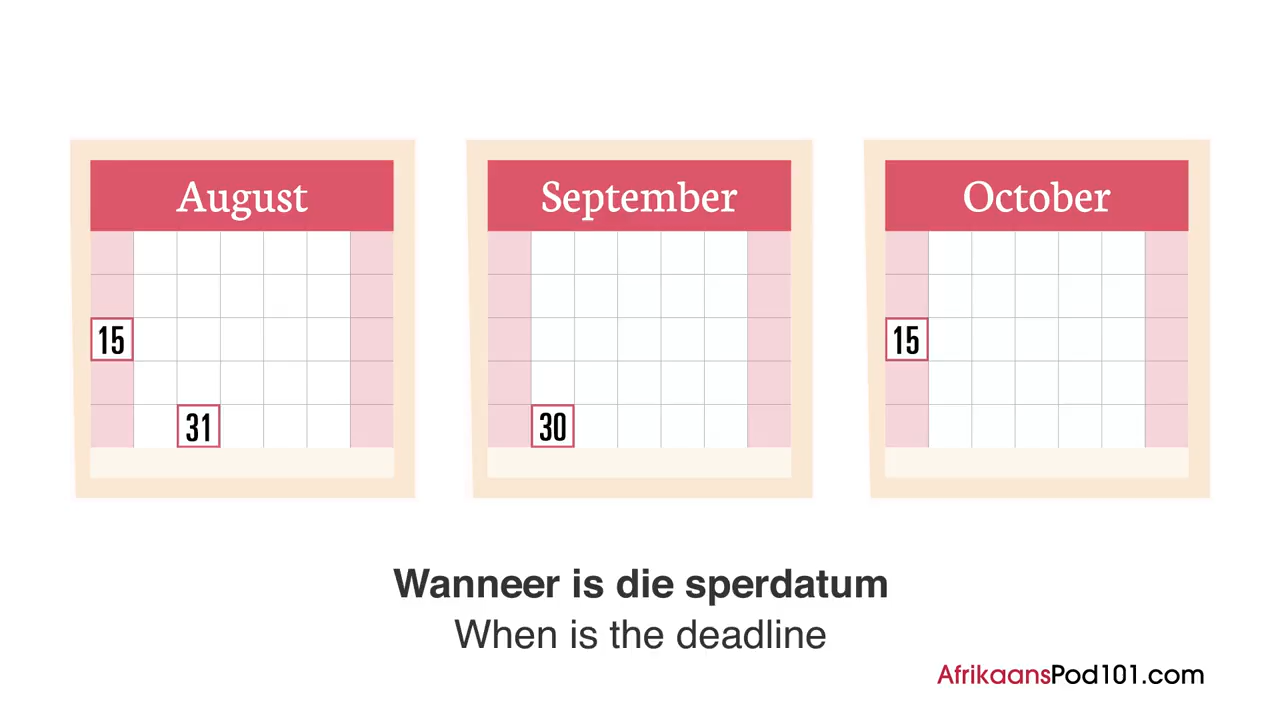 August
September
October
15
15
31
30
Wanneer is die sperdatum
When is the deadline
AfrikaansPod101.com